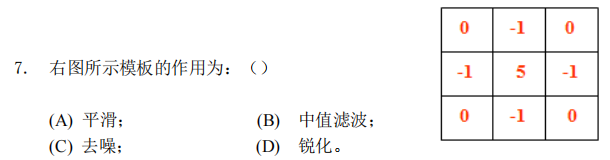 7. 右图所示模板的作用为：（）
(A) 平滑；
(B) 中值滤波；
(C) 去噪；
(D) 锐化。
0 -1 0
-1 5 -1
0 -1 0